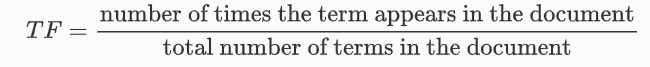 TF = number of times the term appears in the document
total number of terms in the document